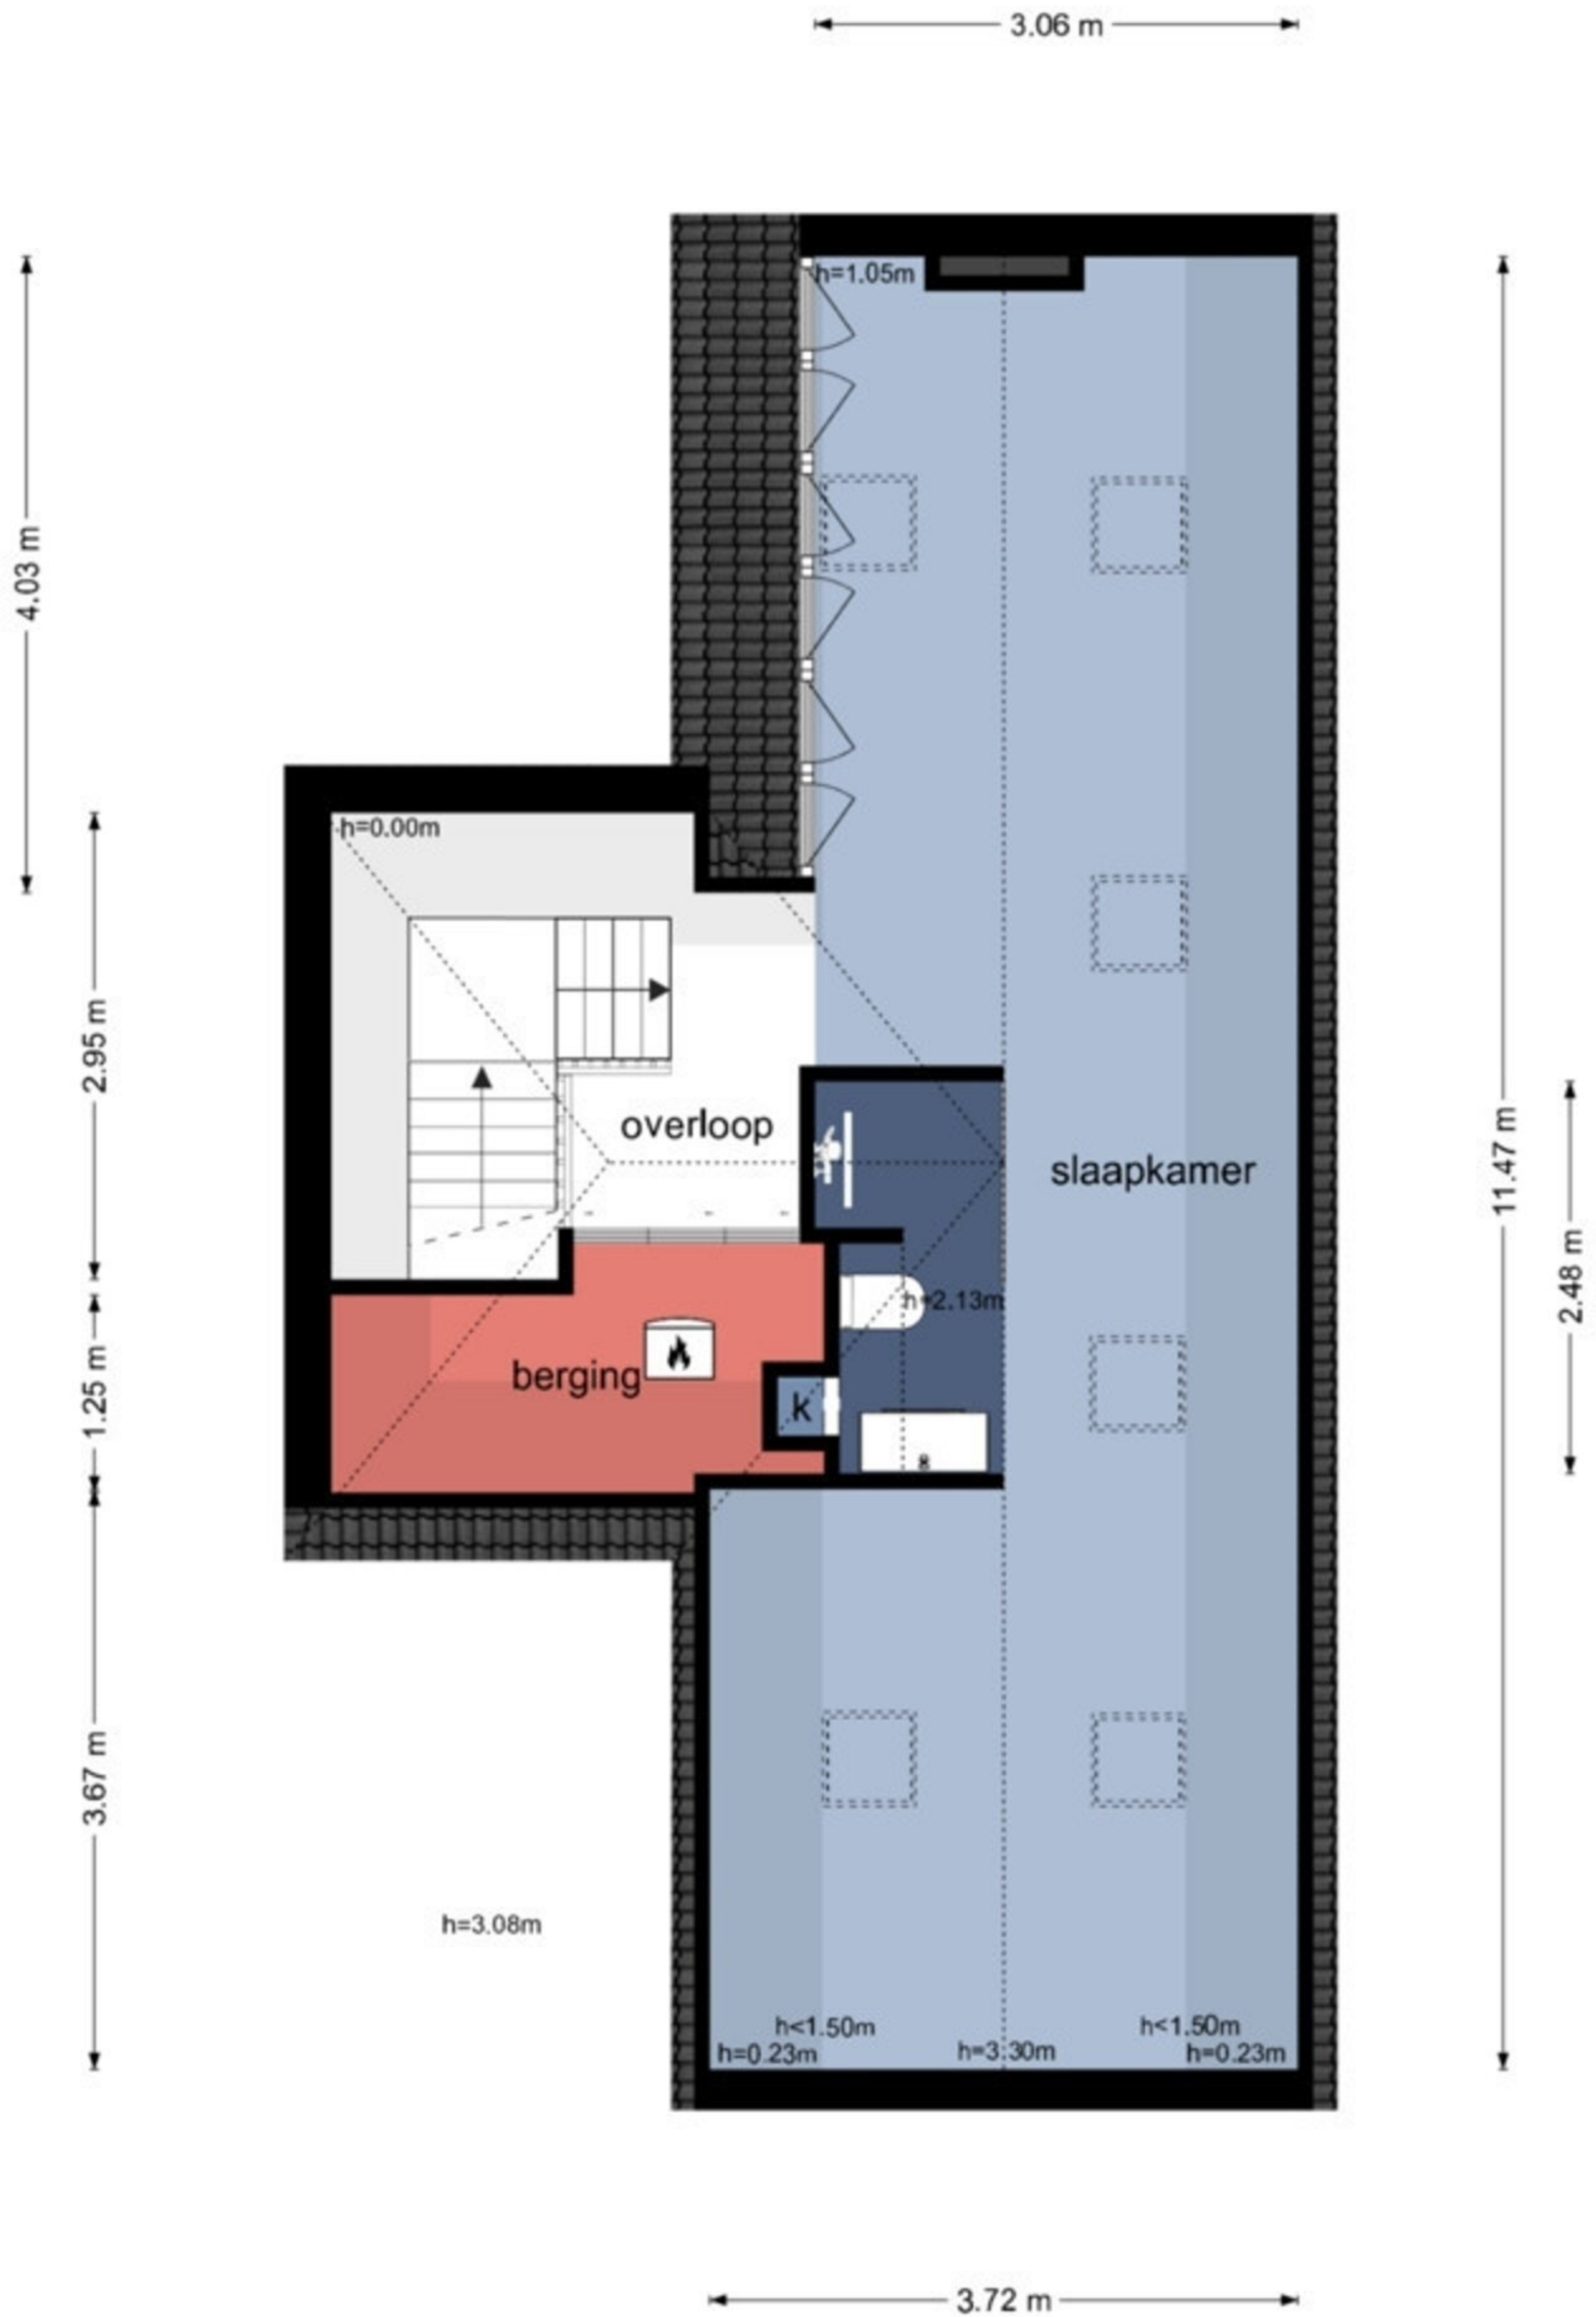 3.06 m
h=1.05m
4.03 m
h=0.00m
2.95 m
overloop
slaapkamer
11.47 m
h=2.13m
2.48 m
berging
k
1.25 m
3.67 m
h=3.08m
h<1.50m
h<1.50m
h=0.23m
h=3.30m
h=0.23m
3.72 m